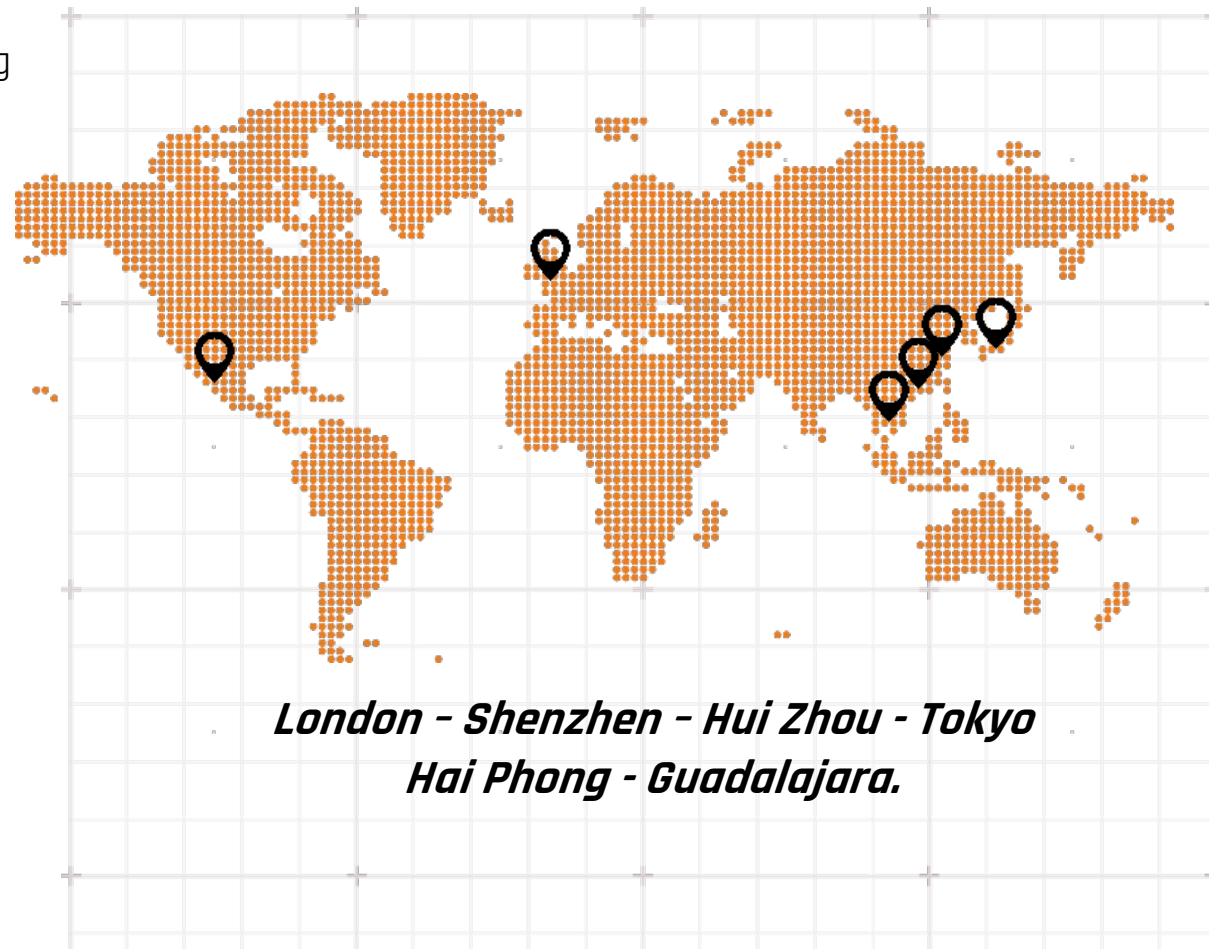 g
London – Shenzhen – Hui Zhou - Tokyo
Hai Phong - Guadalajara.